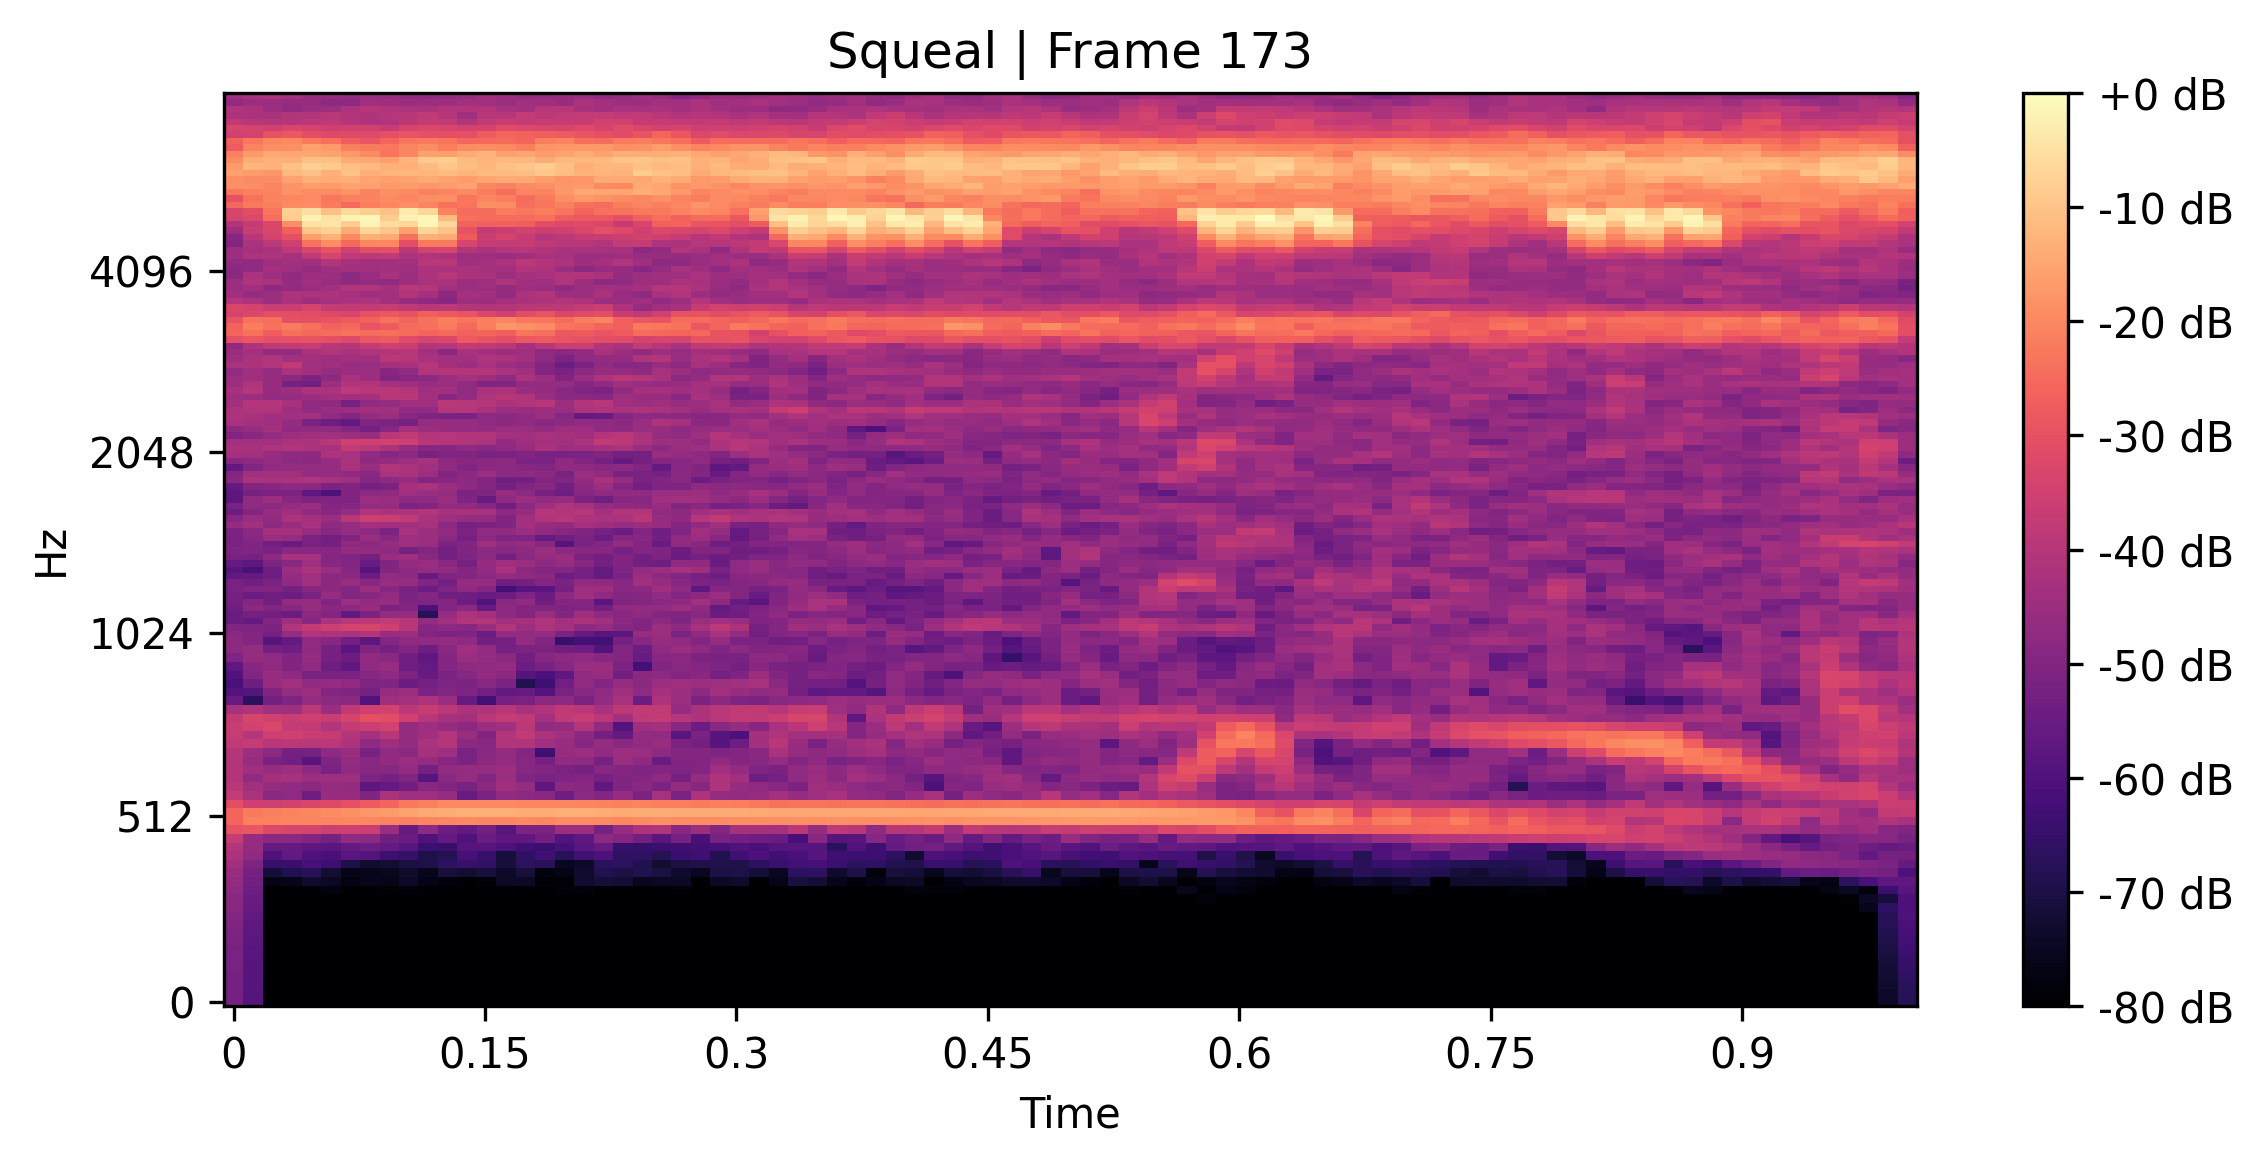 Squeal | Frame 173
+0 dB
-10 dB
-20 dB
-30 dB
-40 dB
-50 dB
-60 dB
-70 dB
-80 dB
Hz
4096
2048
1024
512
0
0 0.15 0.3 0.45 0.6 0.75 0.9
Time